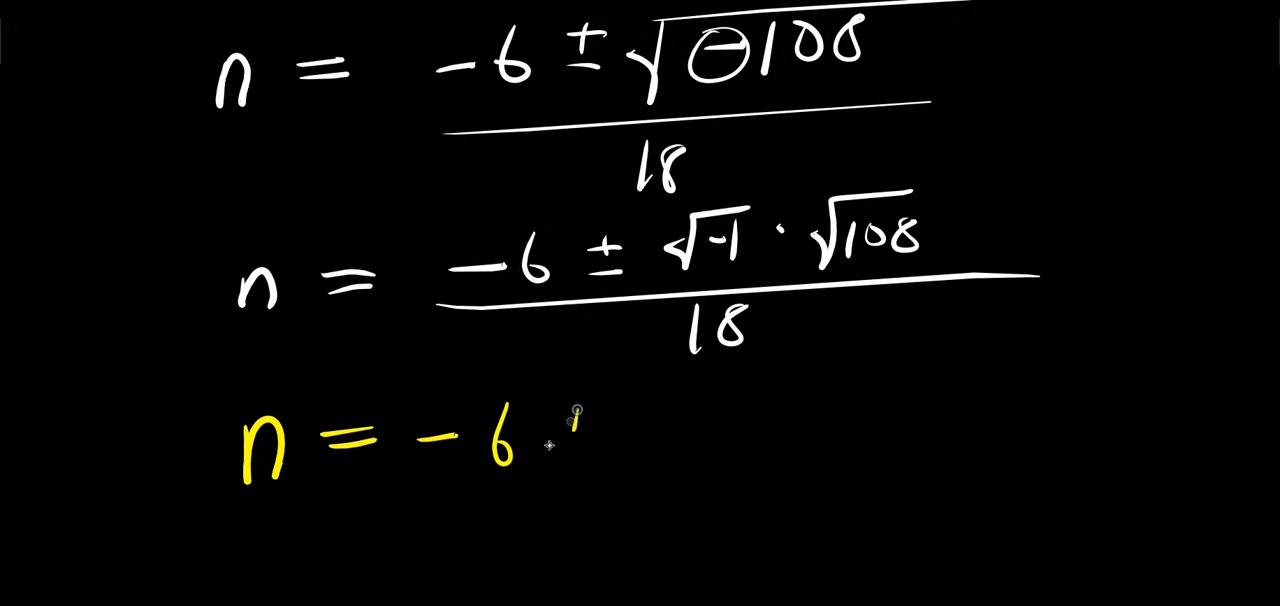 n = -6 ± √-108
18
n = -6 ± √-1 · √108
18
n = -6